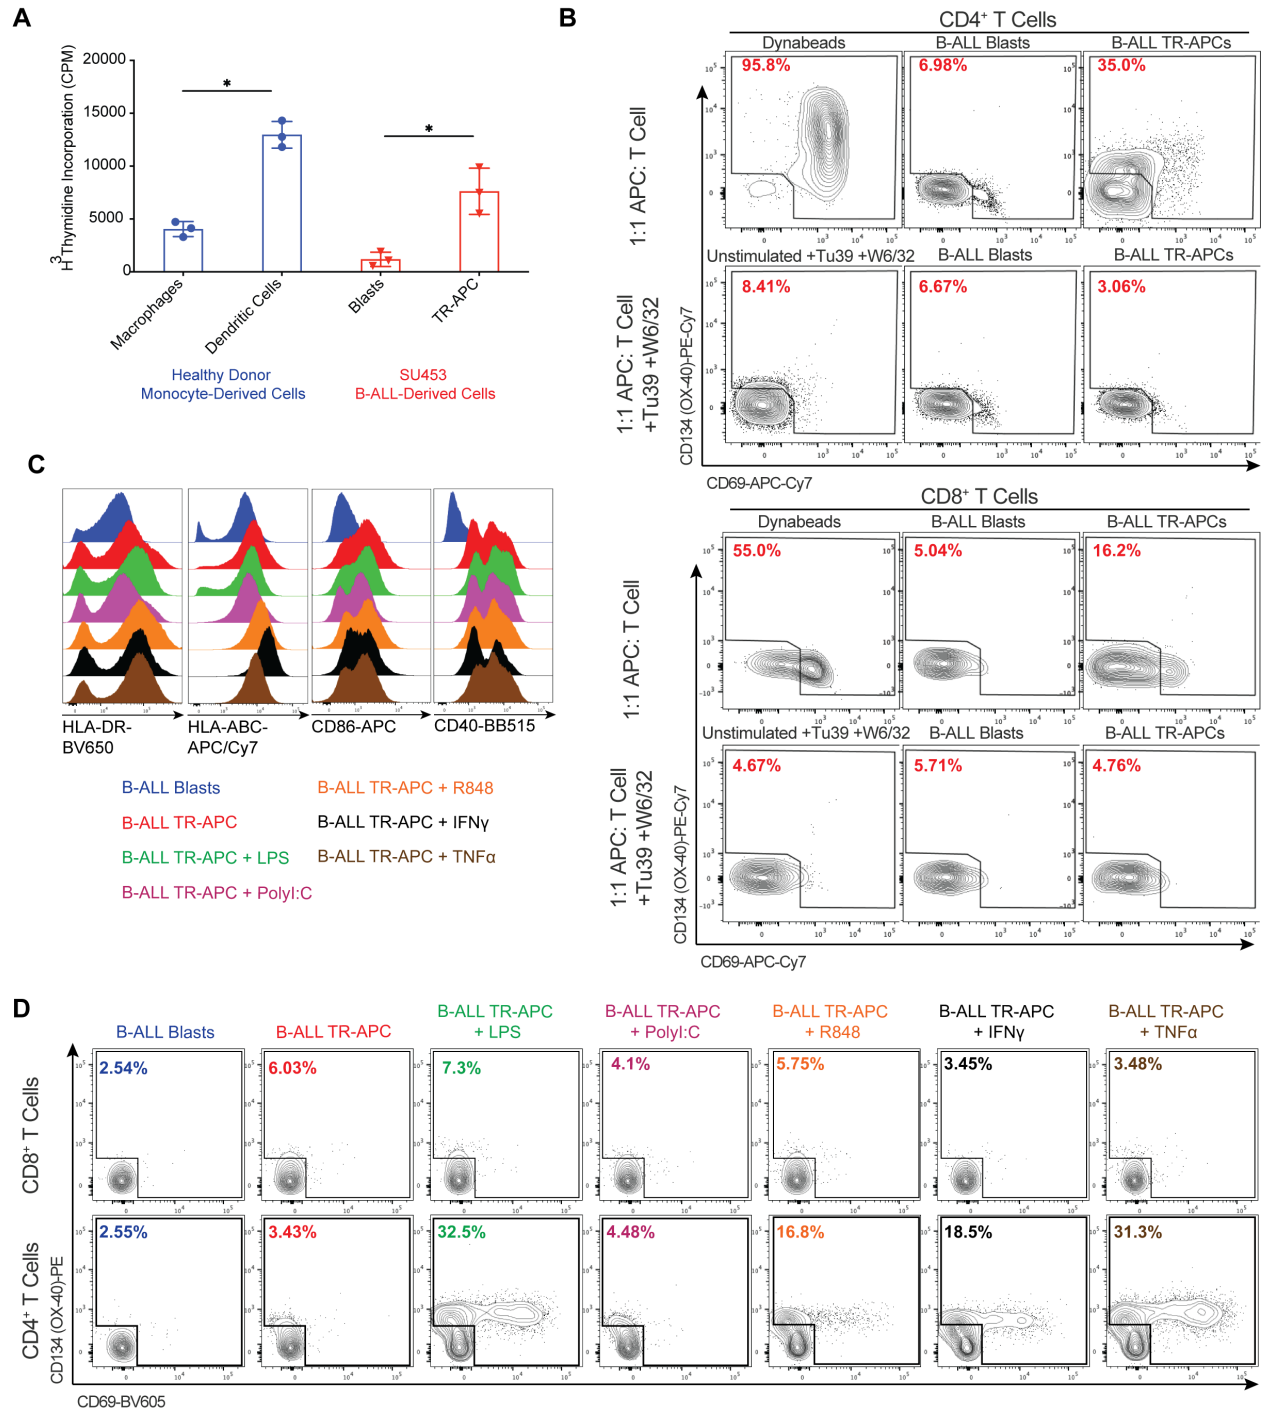 A
20000
15000
10000
5000
0
3
H Thymidine Incorporation (CPM)
*
*
Macrophages
Dendritic Cells
Blasts
TR-APC
Healthy Donor
Monocyte-Derived Cells
SU453
B-ALL-Derived Cells
B
CD4+ T Cells
Dynabeads
B-ALL Blasts
B-ALL TR-APCs
1:1 APC: T Cell
95.8%
6.98%
35.0%
Unstimulated +Tu39 +W6/32
B-ALL Blasts
B-ALL TR-APCs
1:1 APC: T Cell
+Tu39 +W6/32
8.41%
6.67%
3.06%
CD134 (OX-40)-PE-Cy7
CD69-APC-Cy7
CD8+ T Cells
Dynabeads
B-ALL Blasts
B-ALL TR-APCs
1:1 APC: T Cell
55.0%
5.04%
16.2%
Unstimulated +Tu39 +W6/32
B-ALL Blasts
B-ALL TR-APCs
1:1 APC: T Cell
+Tu39 +W6/32
4.67%
5.71%
4.76%
CD134 (OX-40)-PE-Cy7
CD69-APC-Cy7
C
HLA-DR-
BV650
HLA-ABC-
APC/Cy7
CD86-APC
CD40-BB515
B-ALL Blasts
B-ALL TR-APC
B-ALL TR-APC + LPS
B-ALL TR-APC + PolyI:C
B-ALL TR-APC + R848
B-ALL TR-APC + IFNγ
B-ALL TR-APC + TNFα
D
B-ALL Blasts
B-ALL TR-APC
B-ALL TR-APC
+ LPS
B-ALL TR-APC
+ PolyI:C
B-ALL TR-APC
+ R848
B-ALL TR-APC
+ IFNγ
B-ALL TR-APC
+ TNFα
CD8+ T Cells
2.54%
6.03%
7.3%
4.1%
5.75%
3.45%
3.48%
CD4+ T Cells
2.55%
3.43%
32.5%
4.48%
16.8%
18.5%
31.3%
CD134 (OX-40)-PE
CD69-BV605